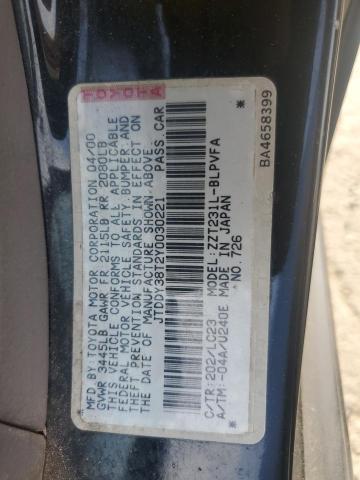 TOYOTA
MFD. BY: TOYOTA MOTOR CORPORATION 04/00
GVWR 3445LB GAWR FR 2115LB RR 2080LB
THIS VEHICLE CONFORMS TO ALL APPLICABLE
FEDERAL MOTOR VEHICLE SAFETY, BUMPER, AND
THEFT PREVENTION STANDARDS IN EFFECT ON
THE DATE OF MANUFACTURE SHOWN ABOVE.
JTDDY38T2Y0030221 PASS CAR
C/TR:202/LC23 MODEL:ZZT231L-BLPVFA
A/TM:-04A/U240E MADE IN JAPAN
*NO. 726 *
BA4658399